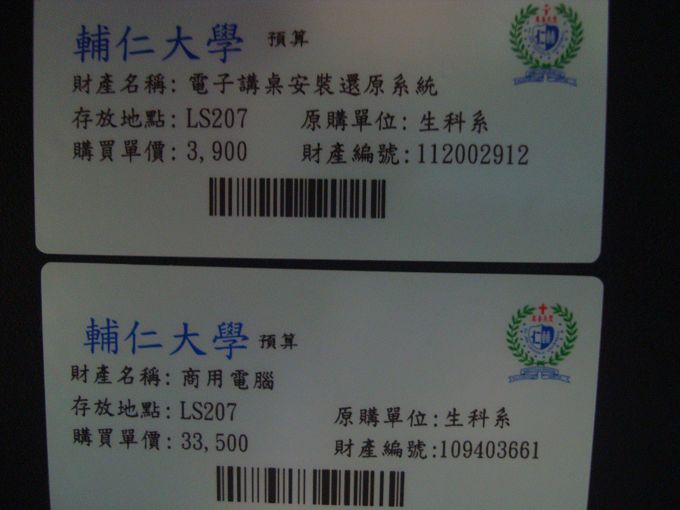 輔仁大學 預算
財產名稱: 電子講桌安裝還原系統
存放地點: LS207 原購單位: 生科系
購買單價: 3,900 財產編號:112002912
輔仁大學 預算
財產名稱: 商用電腦
存放地點: LS207 原購單位:生科系
購買單價: 33,500 財產編號:109403661